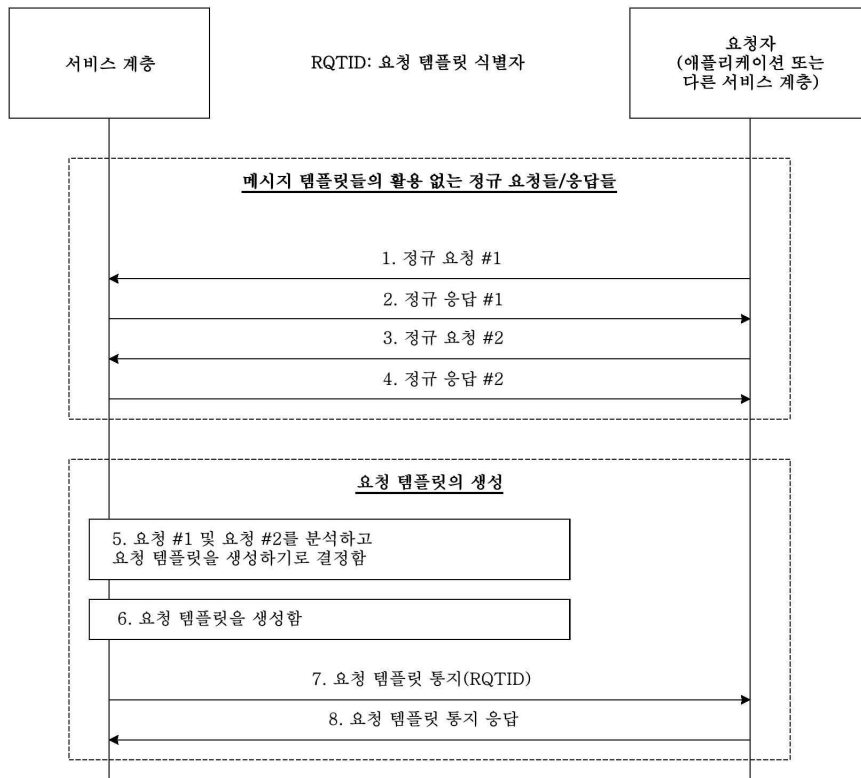 서비스 계층
RQTID: 요청 템플릿 식별자
요청자
(애플리케이션 또는
다른 서비스 계층)
메시지 템플릿들의 활용 없는 정규 요청들/응답들
1. 정규 요청 #1
2. 정규 응답 #1
3. 정규 요청 #2
4. 정규 응답 #2
요청 템플릿의 생성
5. 요청 #1 및 요청 #2를 분석하고
요청 템플릿을 생성하기로 결정함
6. 요청 템플릿을 생성함
7. 요청 템플릿 통지(RQTID)
8. 요청 템플릿 통지 응답